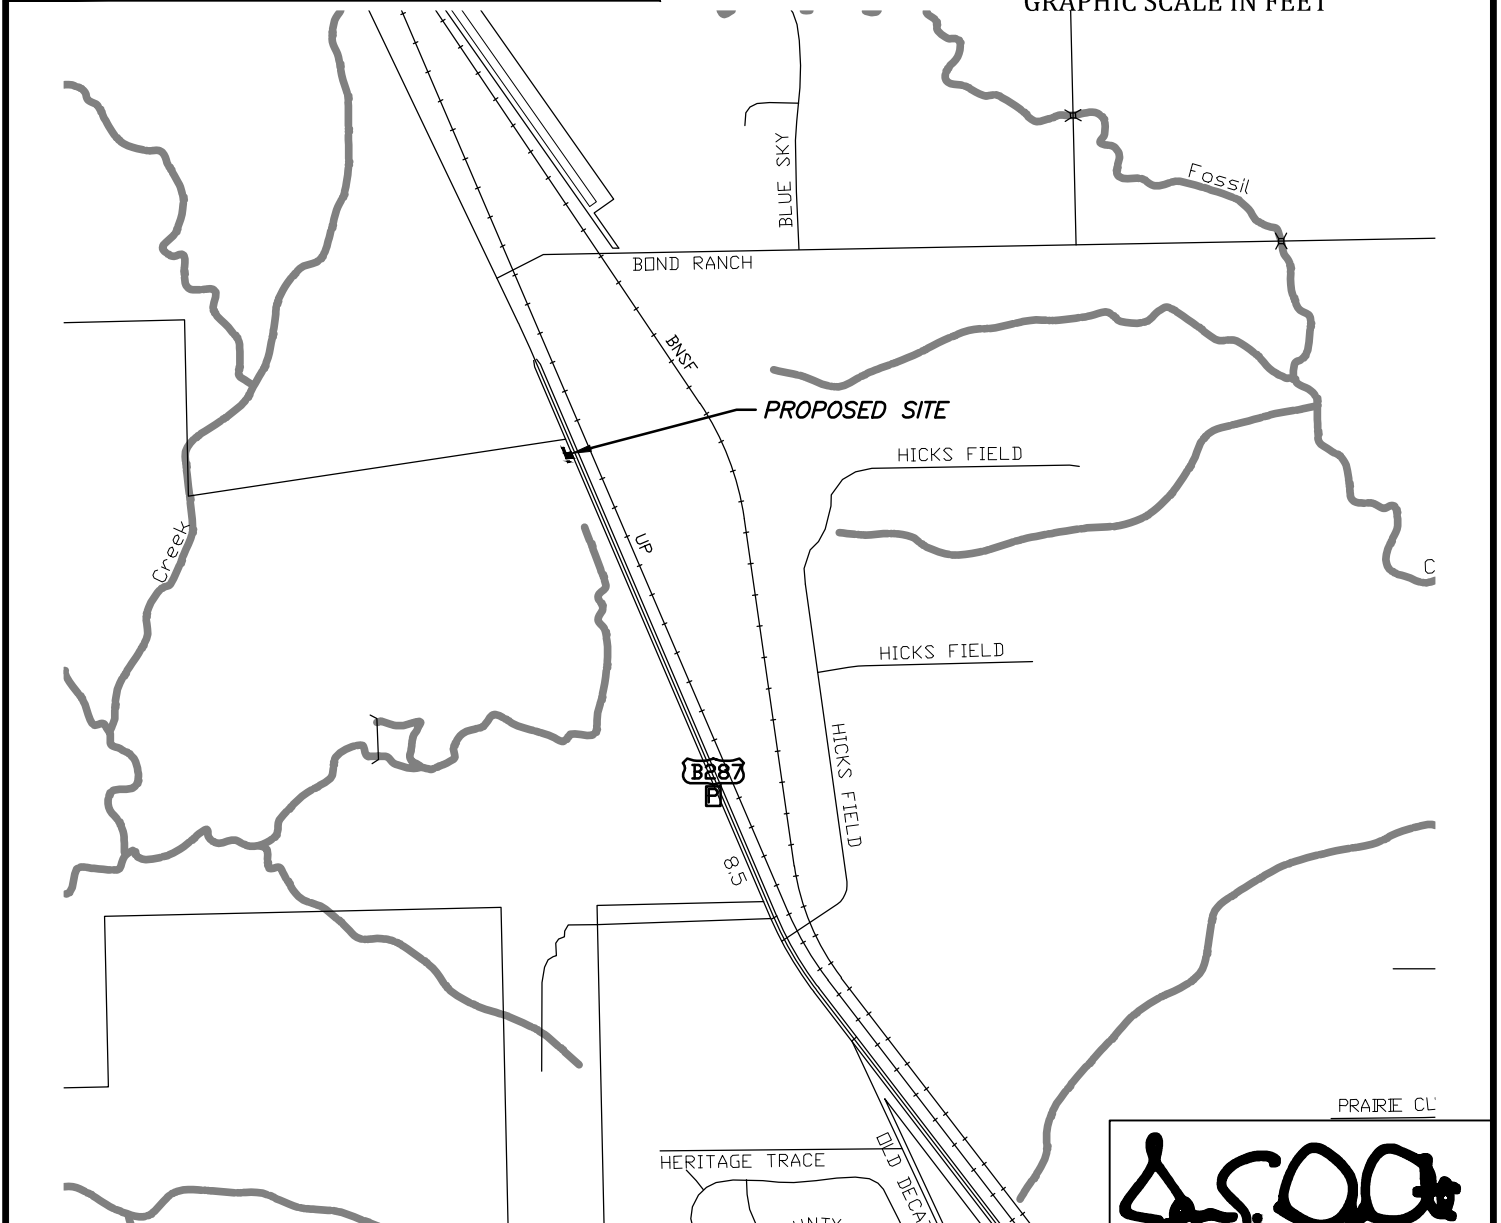 GRAPHIC SCALE IN FEET
BLUE SKY
Fossil
BOND RANCH
BNSF
PROPOSED SITE
HICKS FIELD
Creek
UP
C
HICKS FIELD
HICKS FIELD
B287
P
8.5
PRAIRIE CL
HERITAGE TRACE
OLD DECA
UNTY